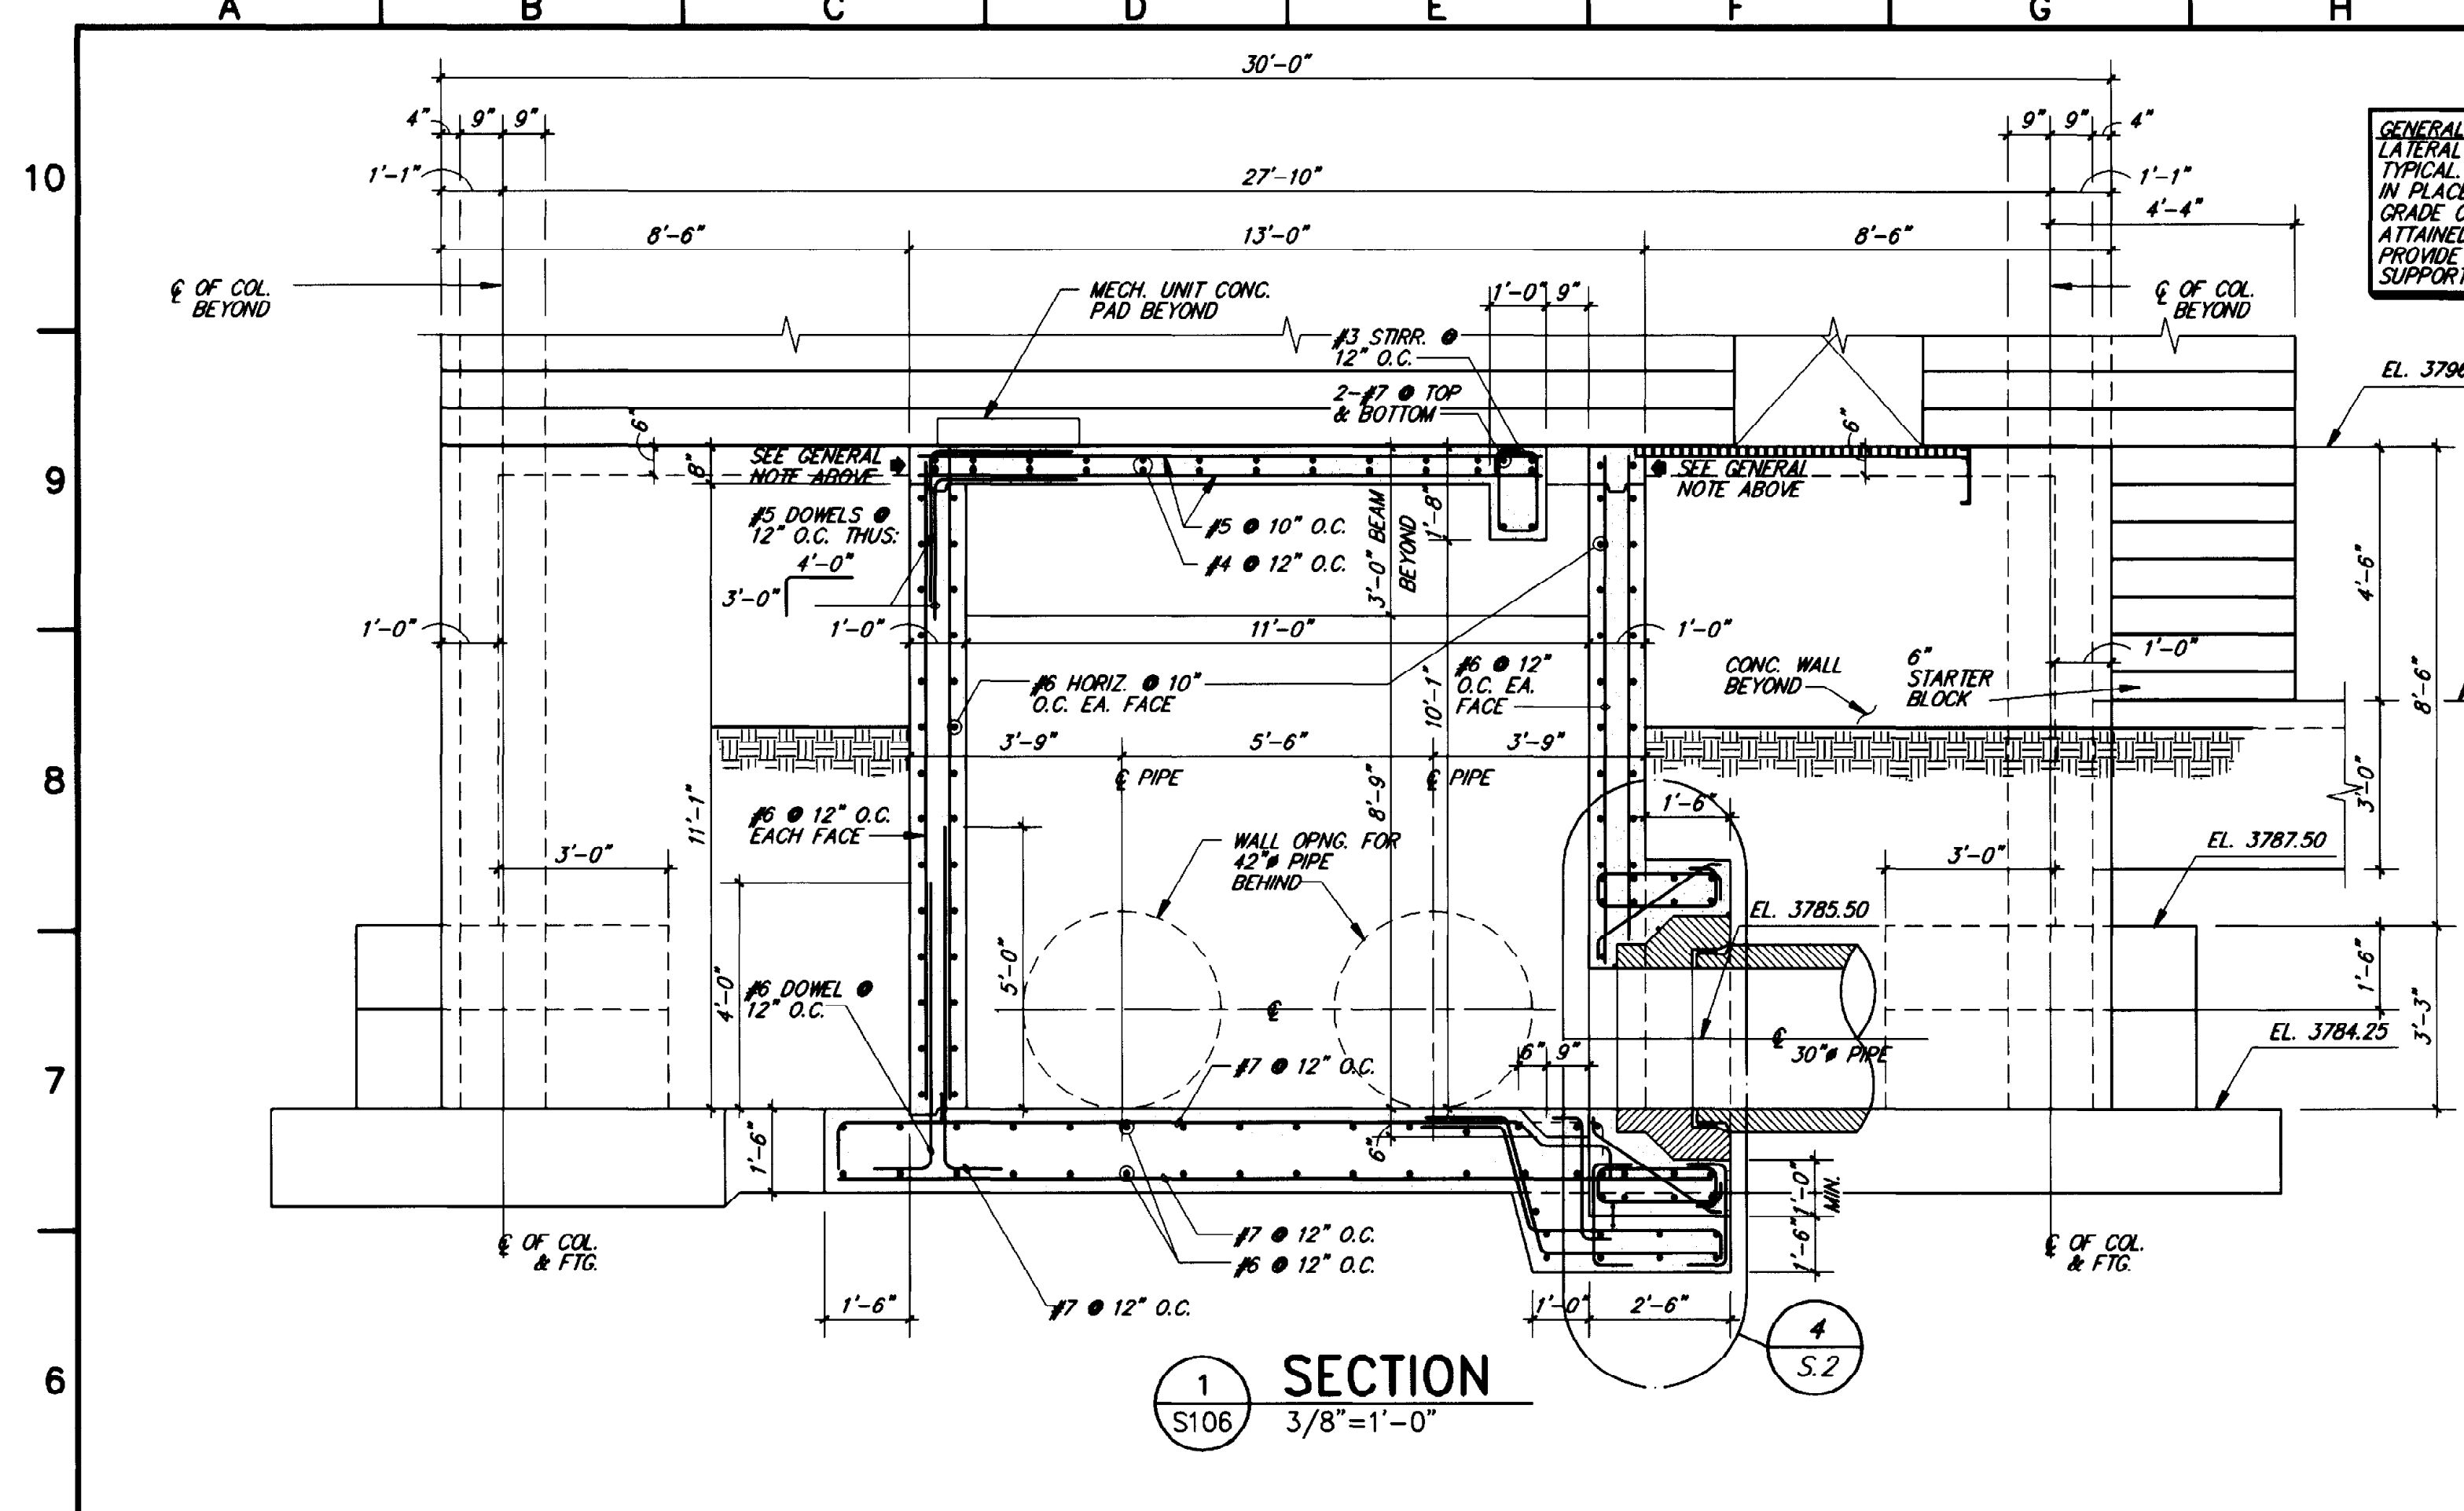 A B C D E F G H
30'-0"
4" 9" 9"
9" 9" 4"
10
1'-1"
27'-10"
1'-1"
4'-4"
8'-6"
13'-0"
8'-6"
GENERAL
LATERAL
TYPICAL.
IN PLACE
GRADE
ATTAINED
PROVIDE
SUPPORT
℄ OF COL.
BEYOND
MECH. UNIT CONC.
PAD BEYOND
1'-0" 9"
℄ OF COL.
BEYOND
#3 STIRR. @
12" O.C.
2-#7 @ TOP
& BOTTOM
EL. 3796
6"
6"
9
8"
SEE GENERAL
NOTE ABOVE
SEE GENERAL
NOTE ABOVE
#5 DOWELS @
12" O.C. THUS:
4'-0"
3'-0"
#5 @ 10" O.C.
#4 @ 12" O.C.
3'-0" BEAM
BEYOND
1'-8"
4'-6"
8'-6"
1'-0"
1'-0"
11'-0"
1'-0"
1'-0"
#6 HORIZ. @ 10"
O.C. EA. FACE
10'-1"
#6 @ 12"
O.C. EA.
FACE
CONC. WALL
BEYOND
6"
STARTER
BLOCK
8
3'-9"
5'-6"
3'-9"
℄ PIPE
℄ PIPE
8'-9"
1'-6"
3'-0"
11'-1"
#6 @ 12" O.C.
EACH FACE
WALL OPNG. FOR
42"ø PIPE
BEHIND
3'-0"
3'-0"
EL. 3787.50
EL. 3785.50
5'-0"
4'-0"
#6 DOWEL @
12" O.C.
℄
1'-6"
3'-3"
EL. 3784.25
℄
30"ø PIPE
7
#7 @ 12" O.C.
6" 9"
1'-6"
6"
1'-0"
MIN.
1'-6"
℄ OF COL.
& FTG.
#7 @ 12" O.C.
#6 @ 12" O.C.
℄ OF COL.
& FTG.
1'-6"
#7 @ 12" O.C.
1'-0"
2'-6"
6
1
S106
SECTION
3/8"=1'-0"
4
S.2